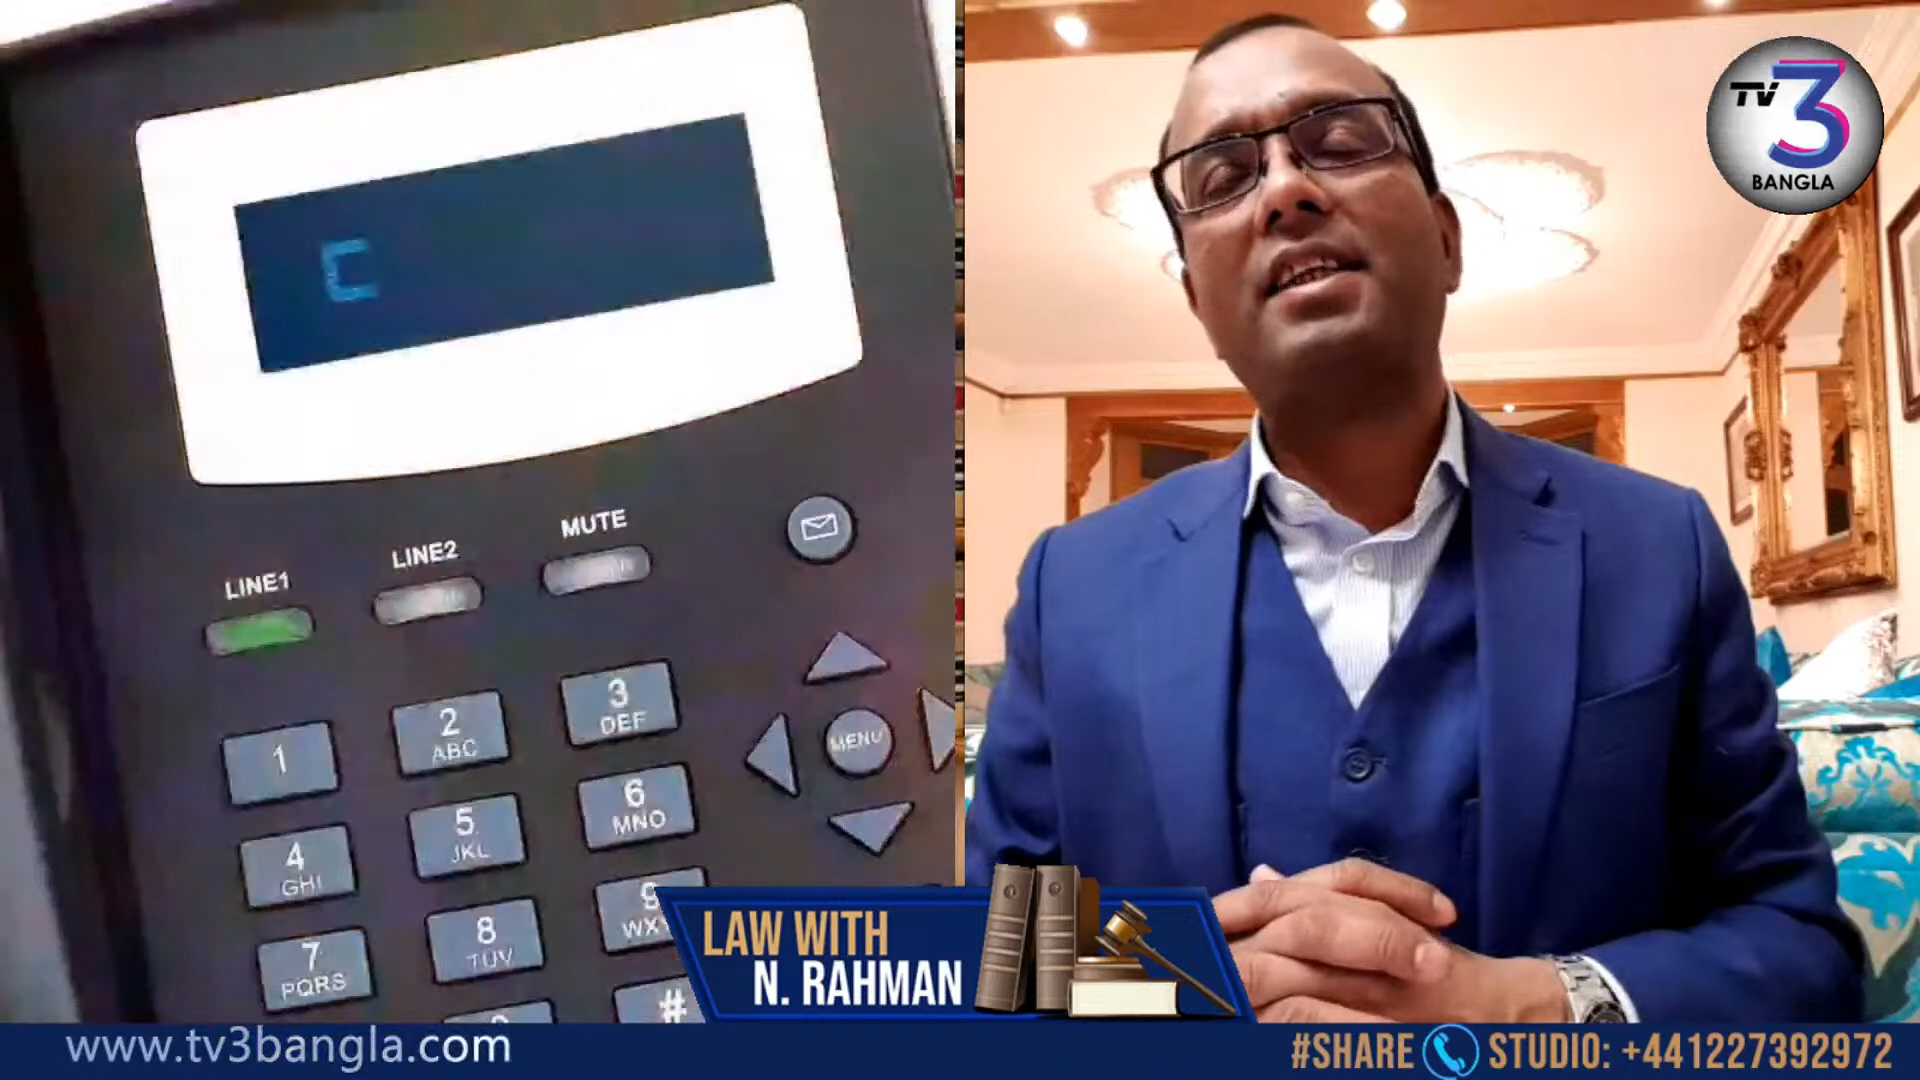 C
LINE1
LINE2
MUTE
1
2
ABC
3
DEF
MENU
4
GHI
5
JKL
6
MNO
7
PQRS
8
TUV
9
#
TV3
BANGLA
LAW WITH
N. RAHMAN
www.tv3bangla.com
#SHARE STUDIO: +441227392972